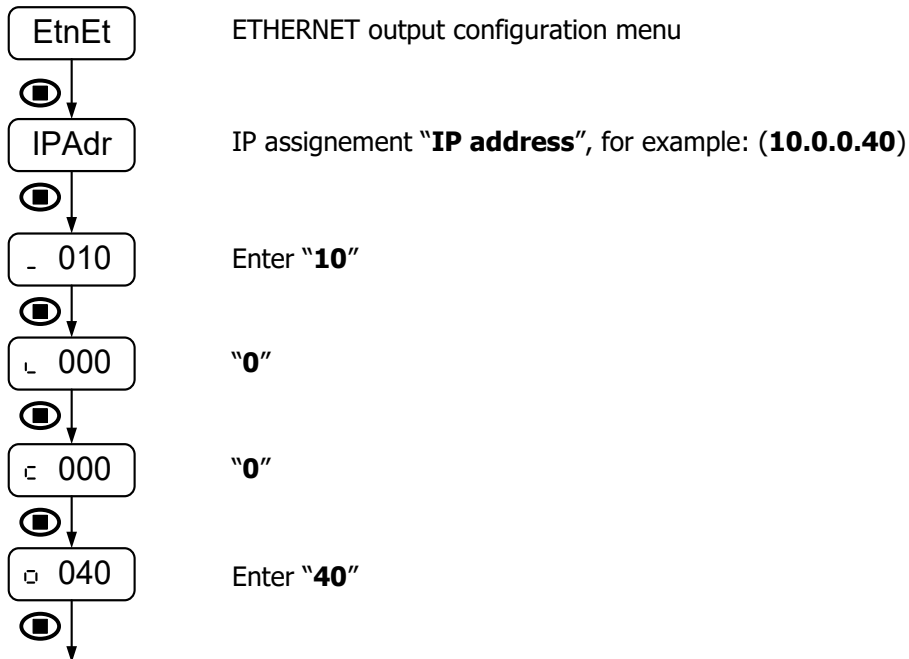 EtnEt ETHERNET output configuration menu
IPAdr IP assignement “IP address”, for example: (10.0.0.40)
_ 010 Enter “10”
000 “0”
c 000 “0”
o 040 Enter “40”